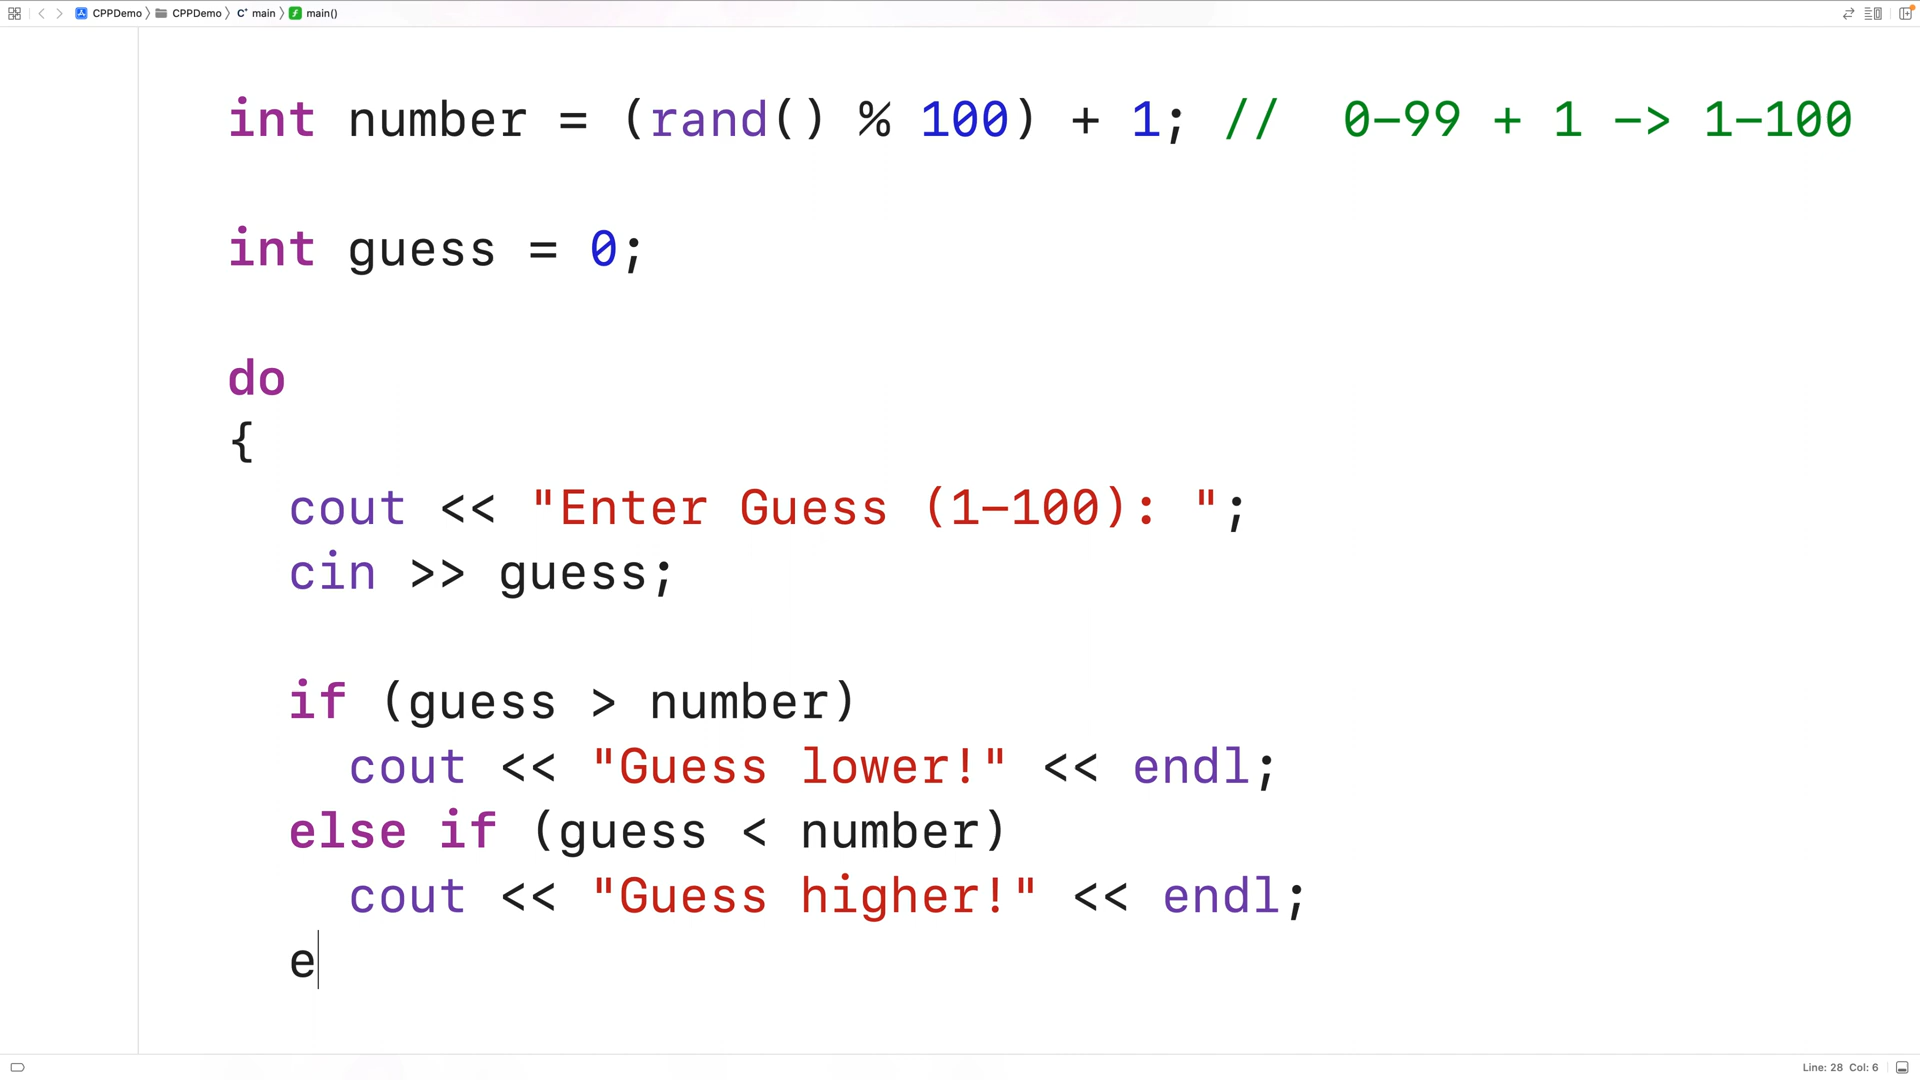 CPPDemo 〉 CPPDemo 〉 C+ main 〉 f main()
int number = (rand() % 100) + 1; //  0-99 + 1 -> 1-100
int guess = 0;
do
{
cout << "Enter Guess (1-100): ";
cin >> guess;
if (guess > number)
cout << "Guess lower!" << endl;
else if (guess < number)
cout << "Guess higher!" << endl;
e
Line: 28 Col: 6